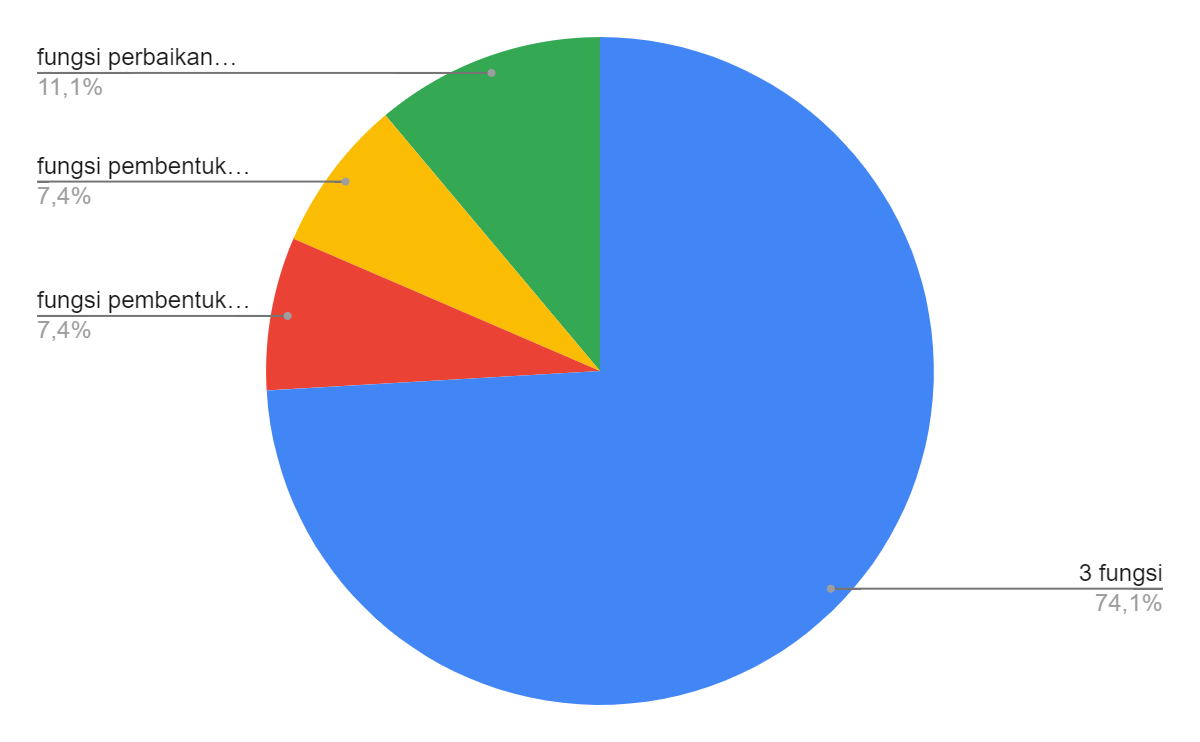 fungsi perbaikan…
11,1%
fungsi pembentuk…
7,4%
fungsi pembentuk…
7,4%
3 fungsi
74,1%